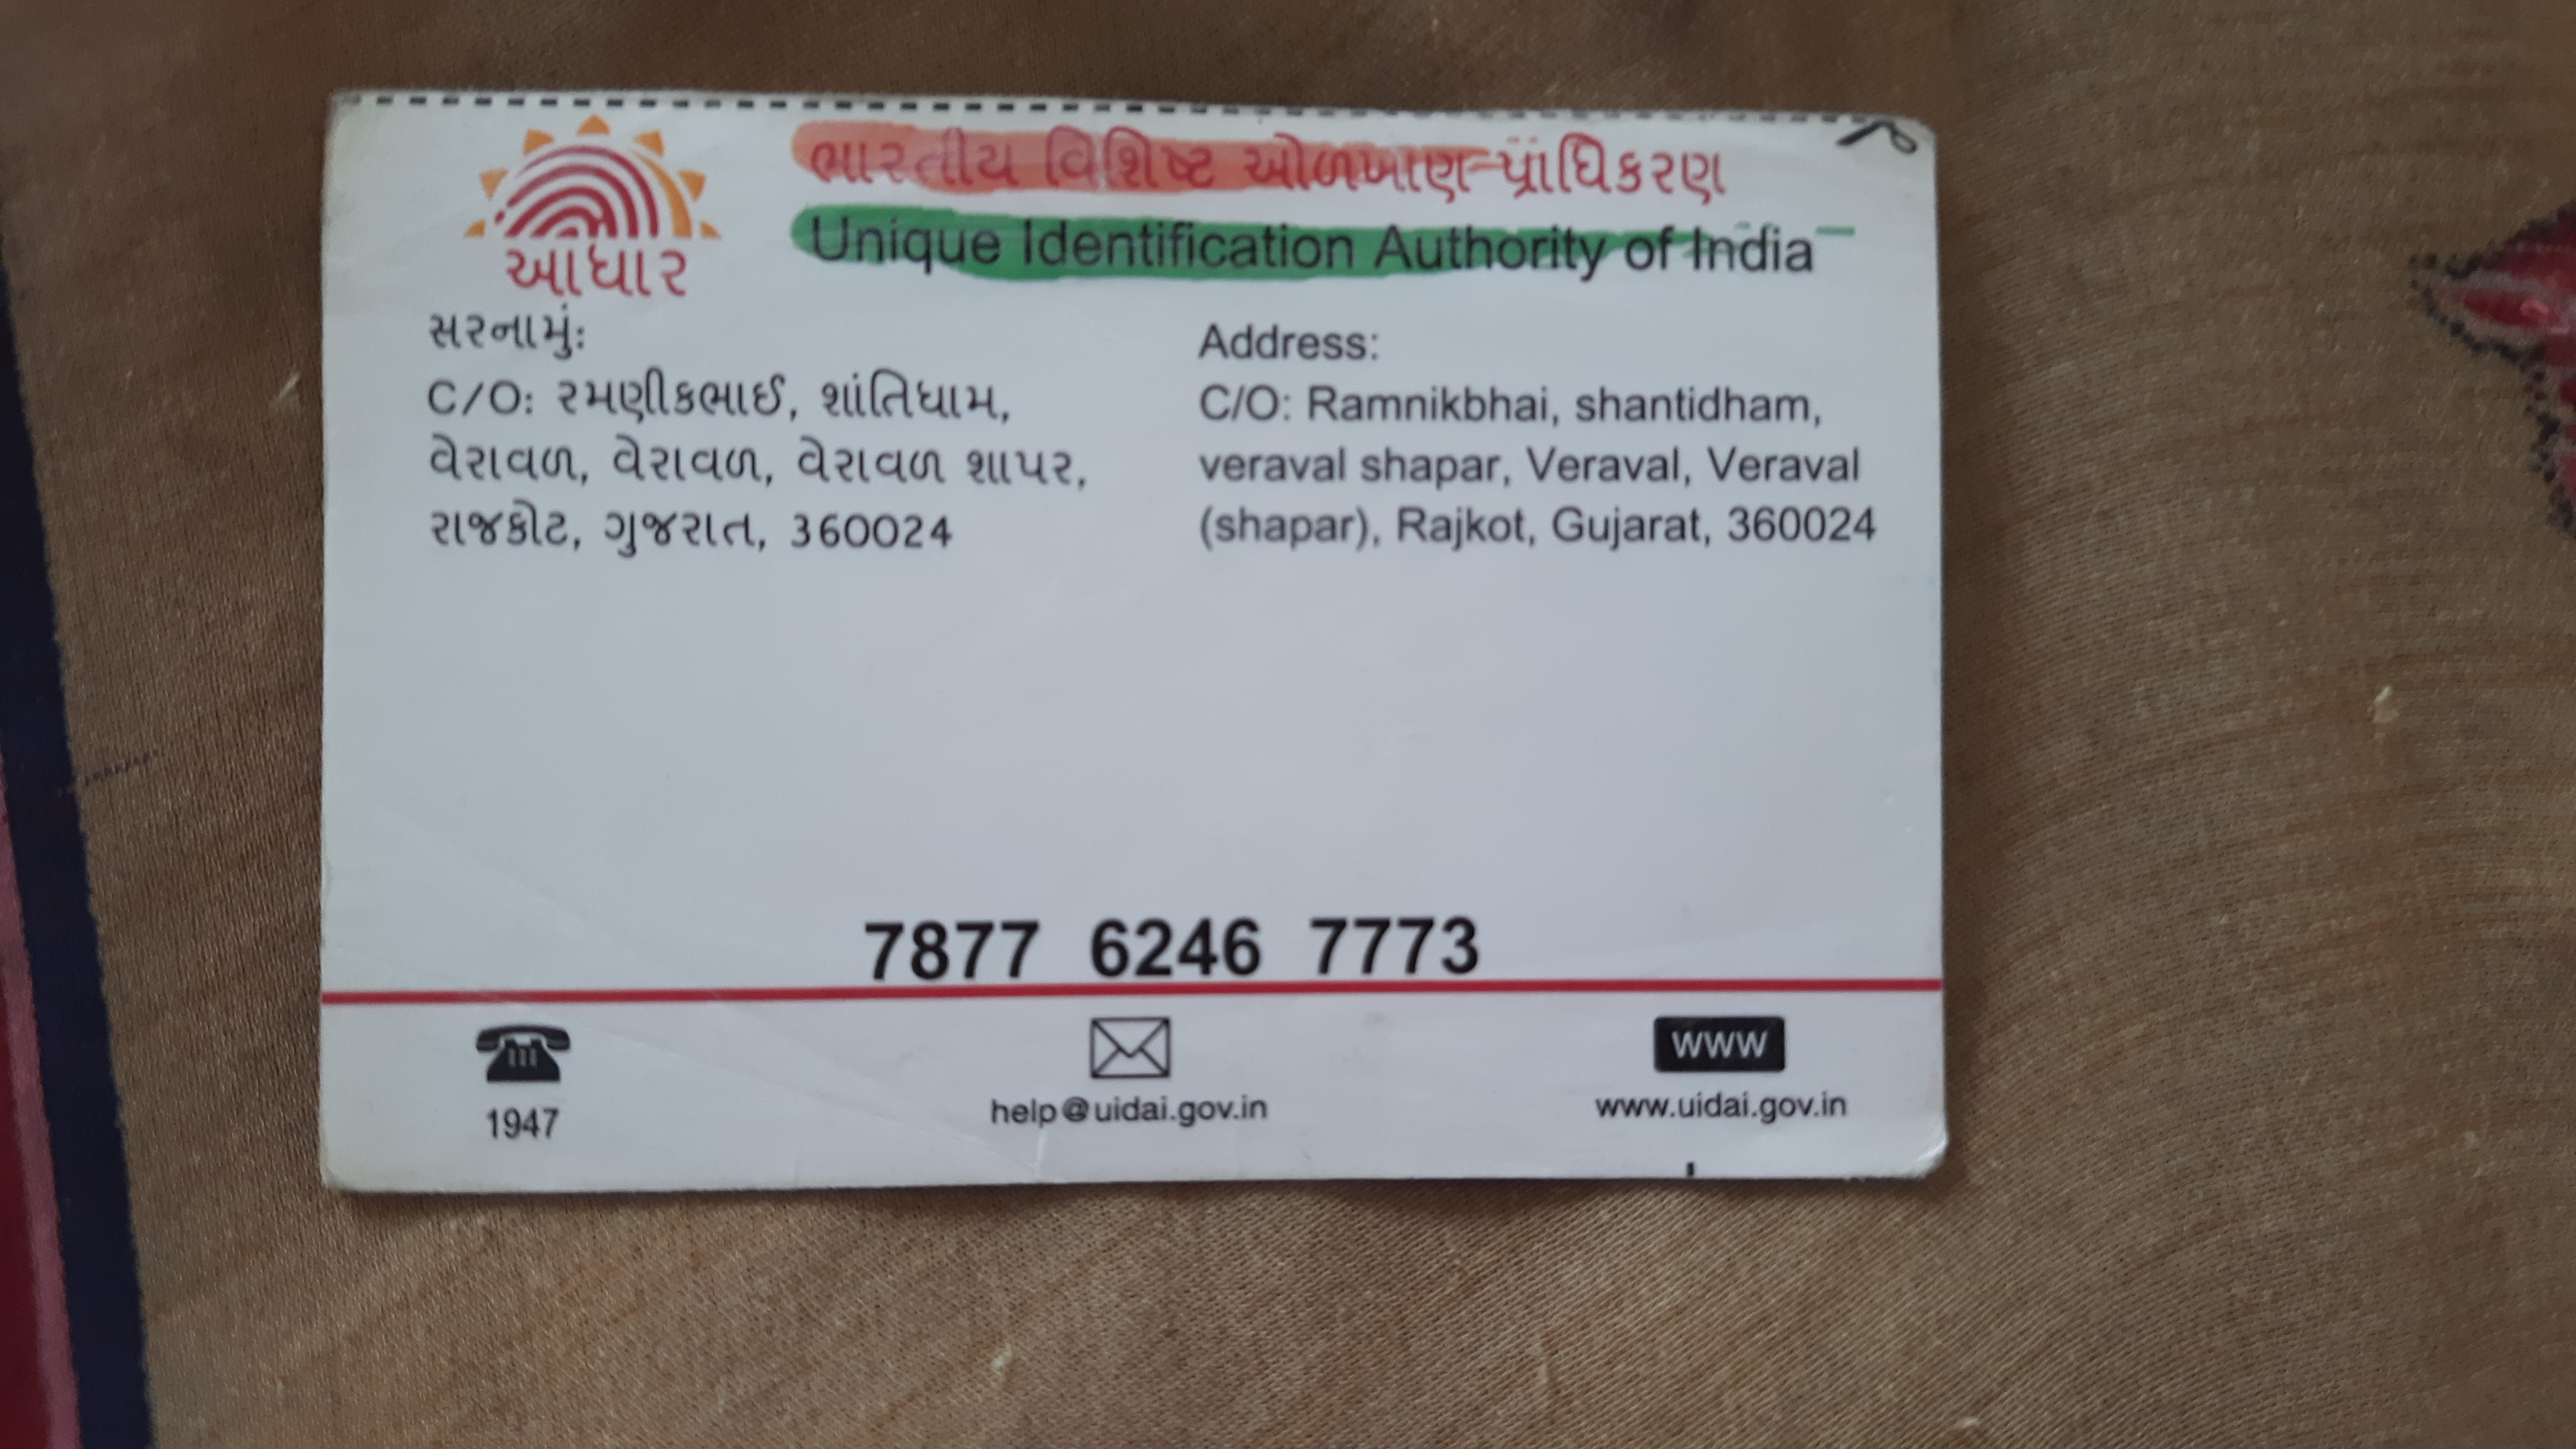 આધાર
ભારતીય વિશિષ્ટ ઓળખાણ પ્રાધિકરણ
Unique Identification Authority of India
સરનામું:
C/O: રમણીકભાઈ, શાંતિધામ,
વેરાવળ, વેરાવળ, વેરાવળ શાપર,
રાજકોટ, ગુજરાત, 360024
Address:
C/O: Ramnikbhai, shantidham,
veraval shapar, Veraval, Veraval
(shapar), Rajkot, Gujarat, 360024
7877 6246 7773
1947
help@uidai.gov.in
www
www.uidai.gov.in